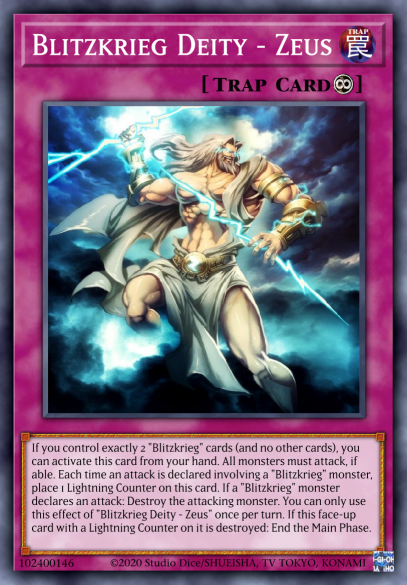 Blitzkrieg Deity - Zeus
TRAP
罠
[Trap Card]
If you control exactly 2 "Blitzkrieg" cards (and no other cards), you
can activate this card from your hand. All monsters must attack, if
able. Each time an attack is declared involving a "Blitzkrieg" monster,
place 1 Lightning Counter on this card. If a "Blitzkrieg" monster
declares an attack: Destroy the attacking monster. You can only use
this effect of "Blitzkrieg Deity - Zeus" once per turn. If this face-up
card with a Lightning Counter on it is destroyed: End the Main Phase.
102400146
©2020 Studio Dice/SHUEISHA, TV TOKYO, KONAMI